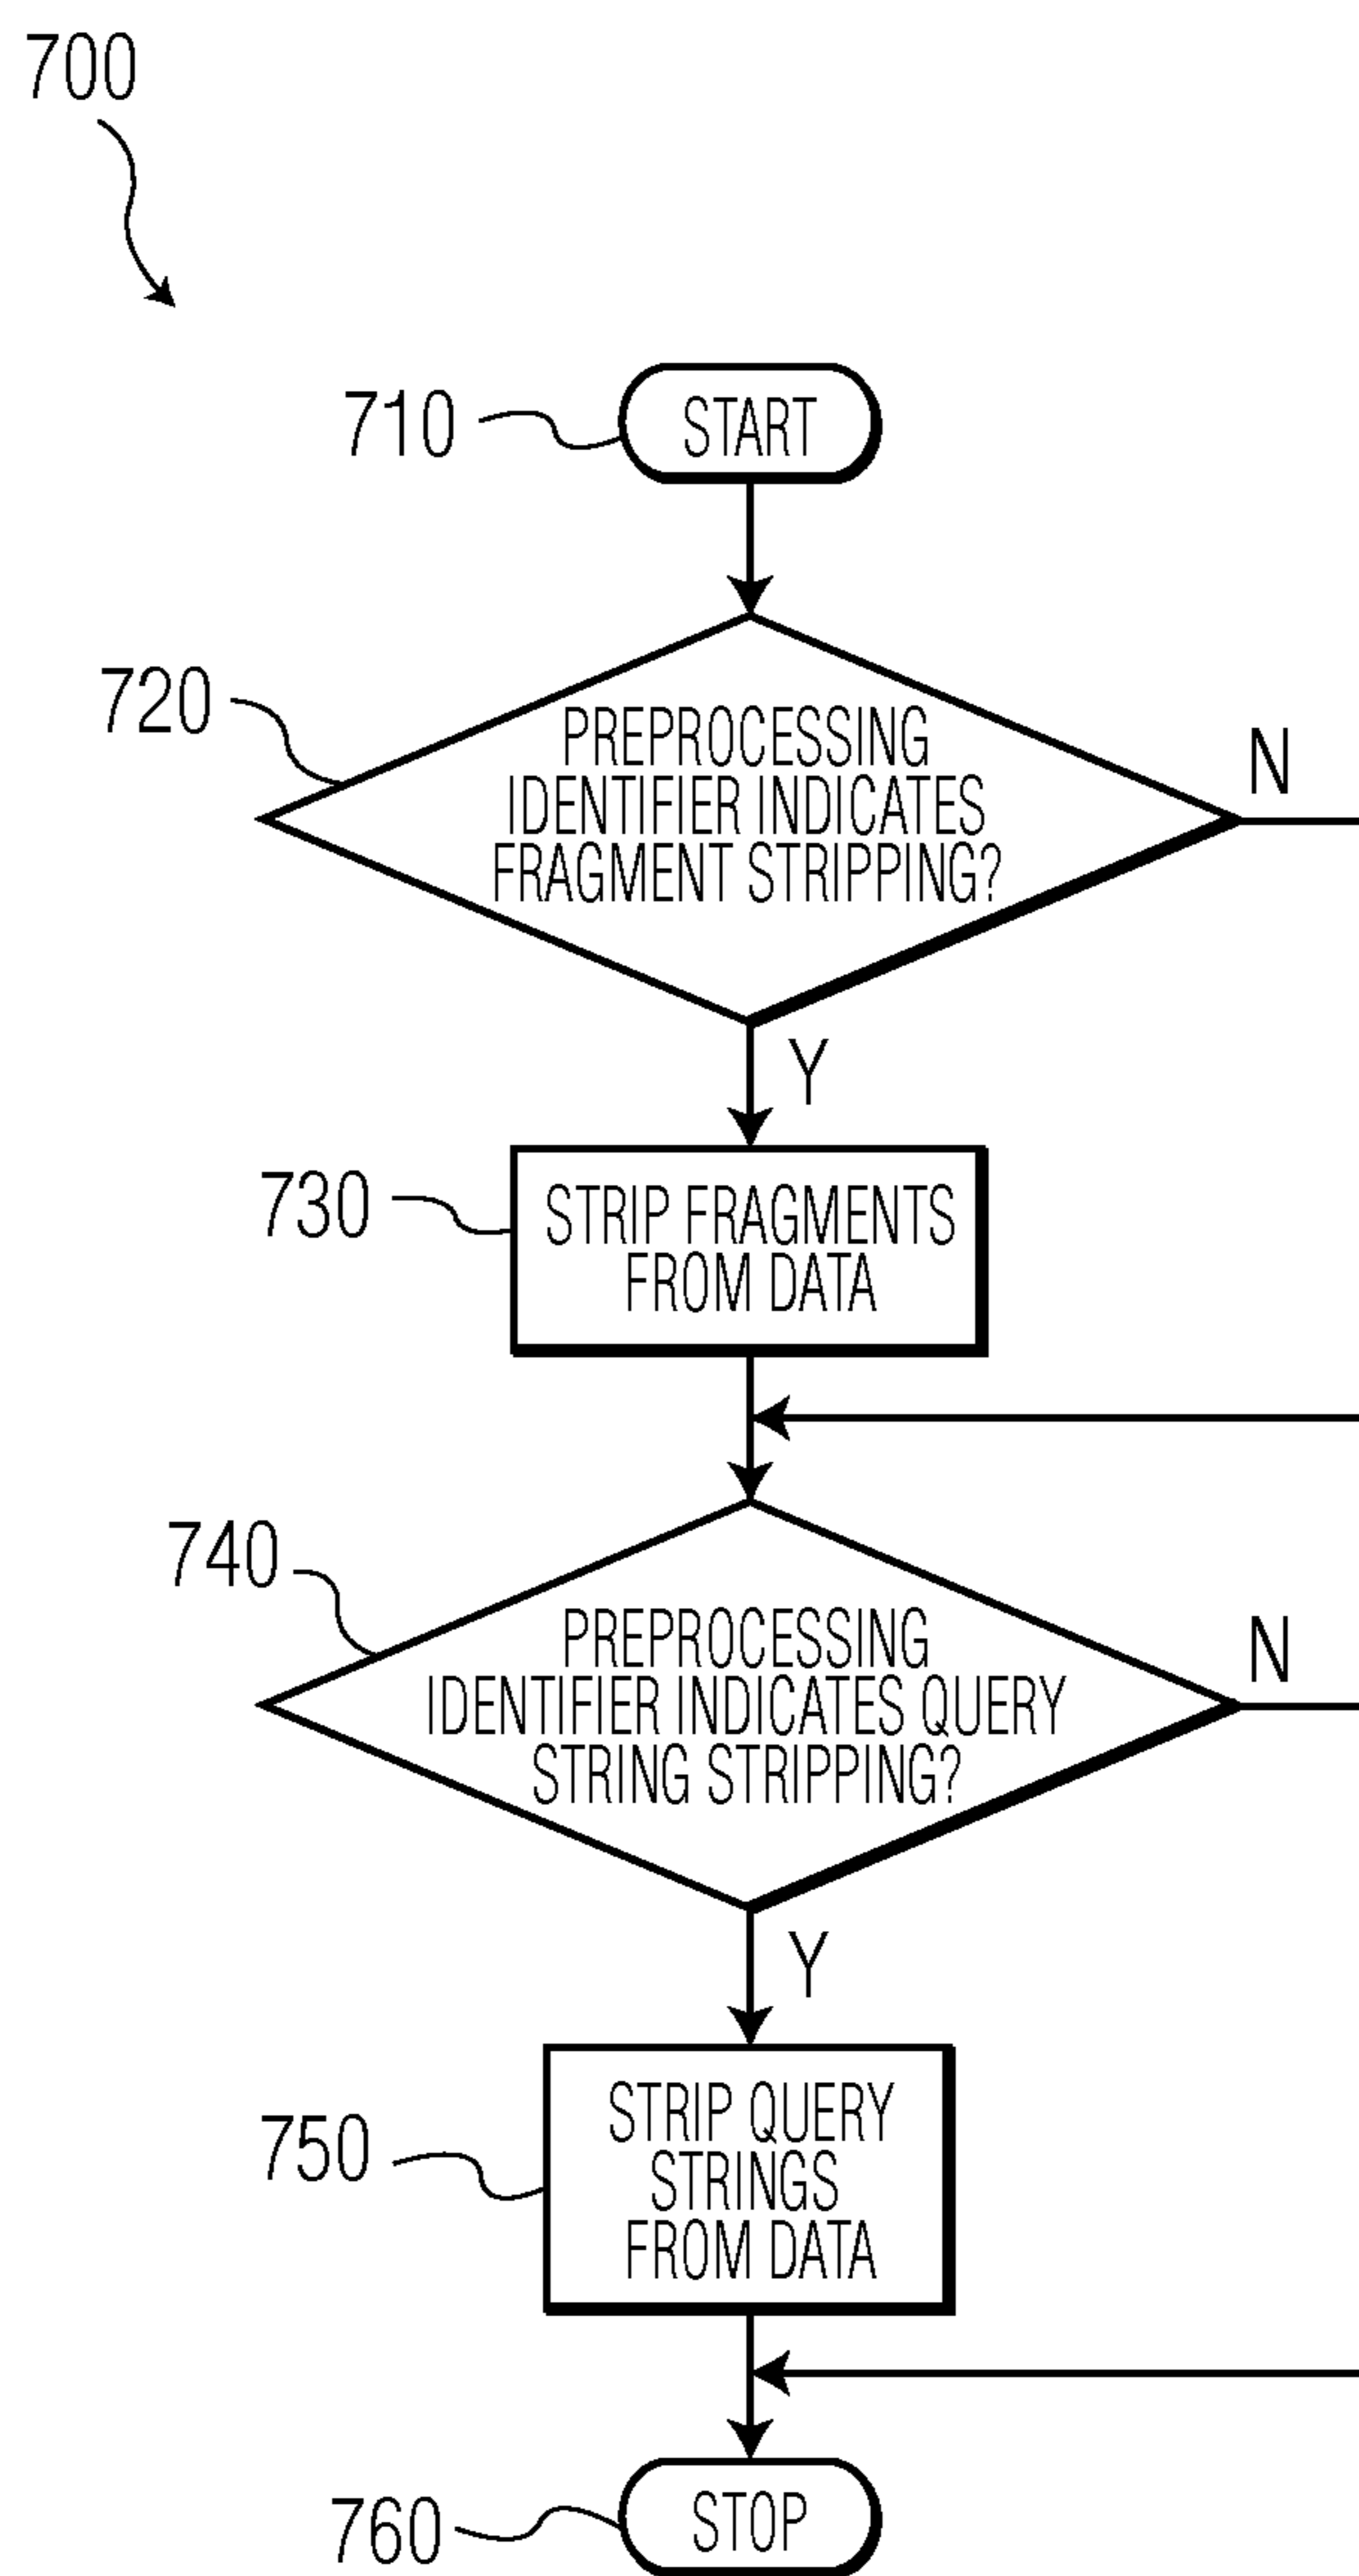 700
710
START
720
PREPROCESSING
IDENTIFIER INDICATES
FRAGMENT STRIPPING?
N
Y
730
STRIP FRAGMENTS
FROM DATA
740
PREPROCESSING
IDENTIFIER INDICATES QUERY
STRING STRIPPING?
N
Y
750
STRIP QUERY
STRINGS
FROM DATA
760
STOP